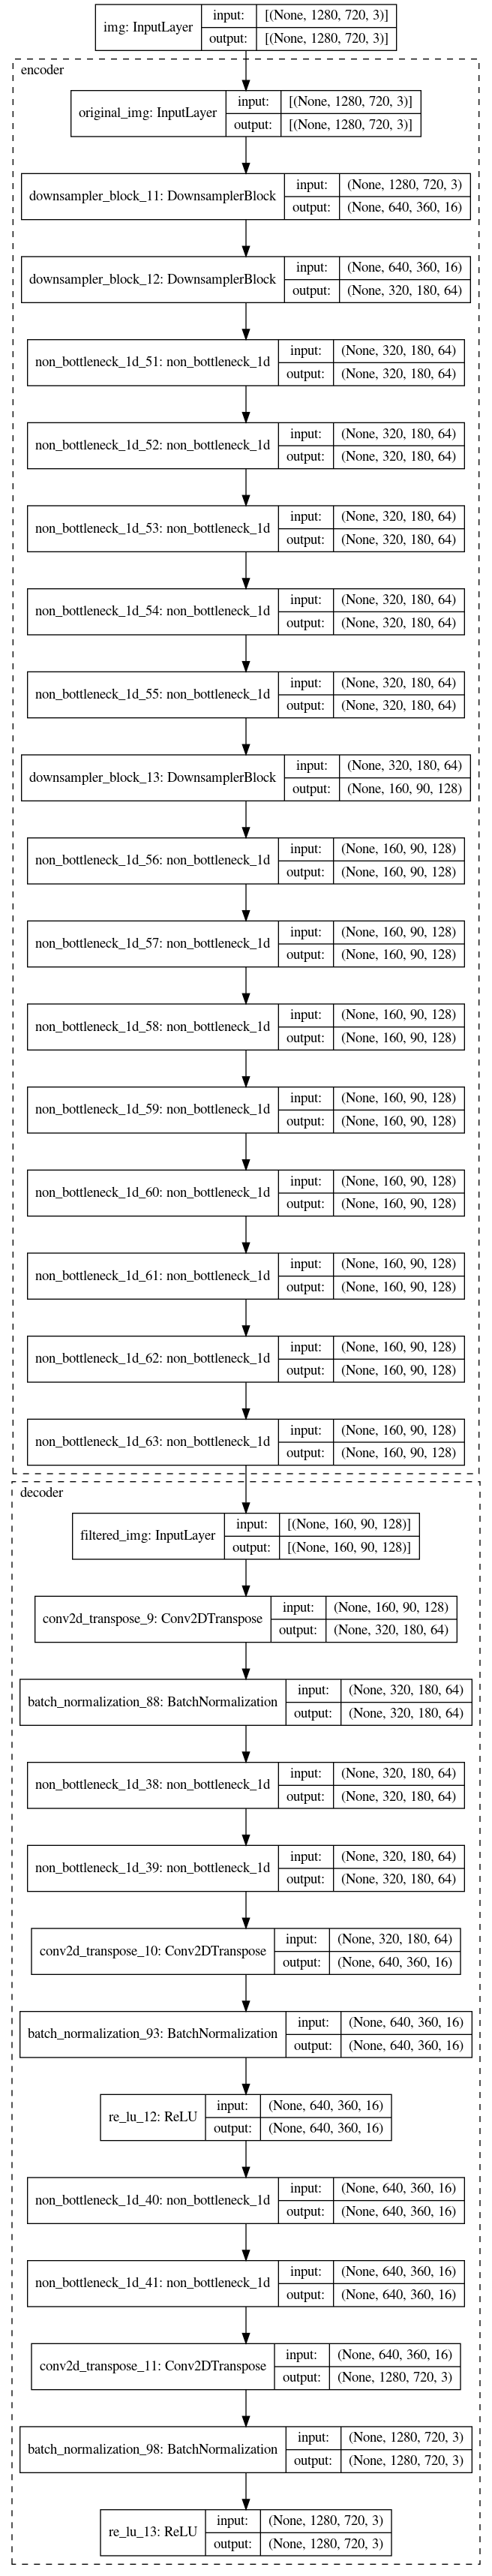 img: InputLayer
input: [(None, 1280, 720, 3)]
output: [(None, 1280, 720, 3)]
encoder
original_img: InputLayer
input: [(None, 1280, 720, 3)]
output: [(None, 1280, 720, 3)]
downsampler_block_11: DownsamplerBlock
input: (None, 1280, 720, 3)
output: (None, 640, 360, 16)
downsampler_block_12: DownsamplerBlock
input: (None, 640, 360, 16)
output: (None, 320, 180, 64)
non_bottleneck_1d_51: non_bottleneck_1d
input: (None, 320, 180, 64)
output: (None, 320, 180, 64)
non_bottleneck_1d_52: non_bottleneck_1d
input: (None, 320, 180, 64)
output: (None, 320, 180, 64)
non_bottleneck_1d_53: non_bottleneck_1d
input: (None, 320, 180, 64)
output: (None, 320, 180, 64)
non_bottleneck_1d_54: non_bottleneck_1d
input: (None, 320, 180, 64)
output: (None, 320, 180, 64)
non_bottleneck_1d_55: non_bottleneck_1d
input: (None, 320, 180, 64)
output: (None, 320, 180, 64)
downsampler_block_13: DownsamplerBlock
input: (None, 320, 180, 64)
output: (None, 160, 90, 128)
non_bottleneck_1d_56: non_bottleneck_1d
input: (None, 160, 90, 128)
output: (None, 160, 90, 128)
non_bottleneck_1d_57: non_bottleneck_1d
input: (None, 160, 90, 128)
output: (None, 160, 90, 128)
non_bottleneck_1d_58: non_bottleneck_1d
input: (None, 160, 90, 128)
output: (None, 160, 90, 128)
non_bottleneck_1d_59: non_bottleneck_1d
input: (None, 160, 90, 128)
output: (None, 160, 90, 128)
non_bottleneck_1d_60: non_bottleneck_1d
input: (None, 160, 90, 128)
output: (None, 160, 90, 128)
non_bottleneck_1d_61: non_bottleneck_1d
input: (None, 160, 90, 128)
output: (None, 160, 90, 128)
non_bottleneck_1d_62: non_bottleneck_1d
input: (None, 160, 90, 128)
output: (None, 160, 90, 128)
non_bottleneck_1d_63: non_bottleneck_1d
input: (None, 160, 90, 128)
output: (None, 160, 90, 128)
decoder
filtered_img: InputLayer
input: [(None, 160, 90, 128)]
output: [(None, 160, 90, 128)]
conv2d_transpose_9: Conv2DTranspose
input: (None, 160, 90, 128)
output: (None, 320, 180, 64)
batch_normalization_88: BatchNormalization
input: (None, 320, 180, 64)
output: (None, 320, 180, 64)
non_bottleneck_1d_38: non_bottleneck_1d
input: (None, 320, 180, 64)
output: (None, 320, 180, 64)
non_bottleneck_1d_39: non_bottleneck_1d
input: (None, 320, 180, 64)
output: (None, 320, 180, 64)
conv2d_transpose_10: Conv2DTranspose
input: (None, 320, 180, 64)
output: (None, 640, 360, 16)
batch_normalization_93: BatchNormalization
input: (None, 640, 360, 16)
output: (None, 640, 360, 16)
re_lu_12: ReLU
input: (None, 640, 360, 16)
output: (None, 640, 360, 16)
non_bottleneck_1d_40: non_bottleneck_1d
input: (None, 640, 360, 16)
output: (None, 640, 360, 16)
non_bottleneck_1d_41: non_bottleneck_1d
input: (None, 640, 360, 16)
output: (None, 640, 360, 16)
conv2d_transpose_11: Conv2DTranspose
input: (None, 640, 360, 16)
output: (None, 1280, 720, 3)
batch_normalization_98: BatchNormalization
input: (None, 1280, 720, 3)
output: (None, 1280, 720, 3)
re_lu_13: ReLU
input: (None, 1280, 720, 3)
output: (None, 1280, 720, 3)